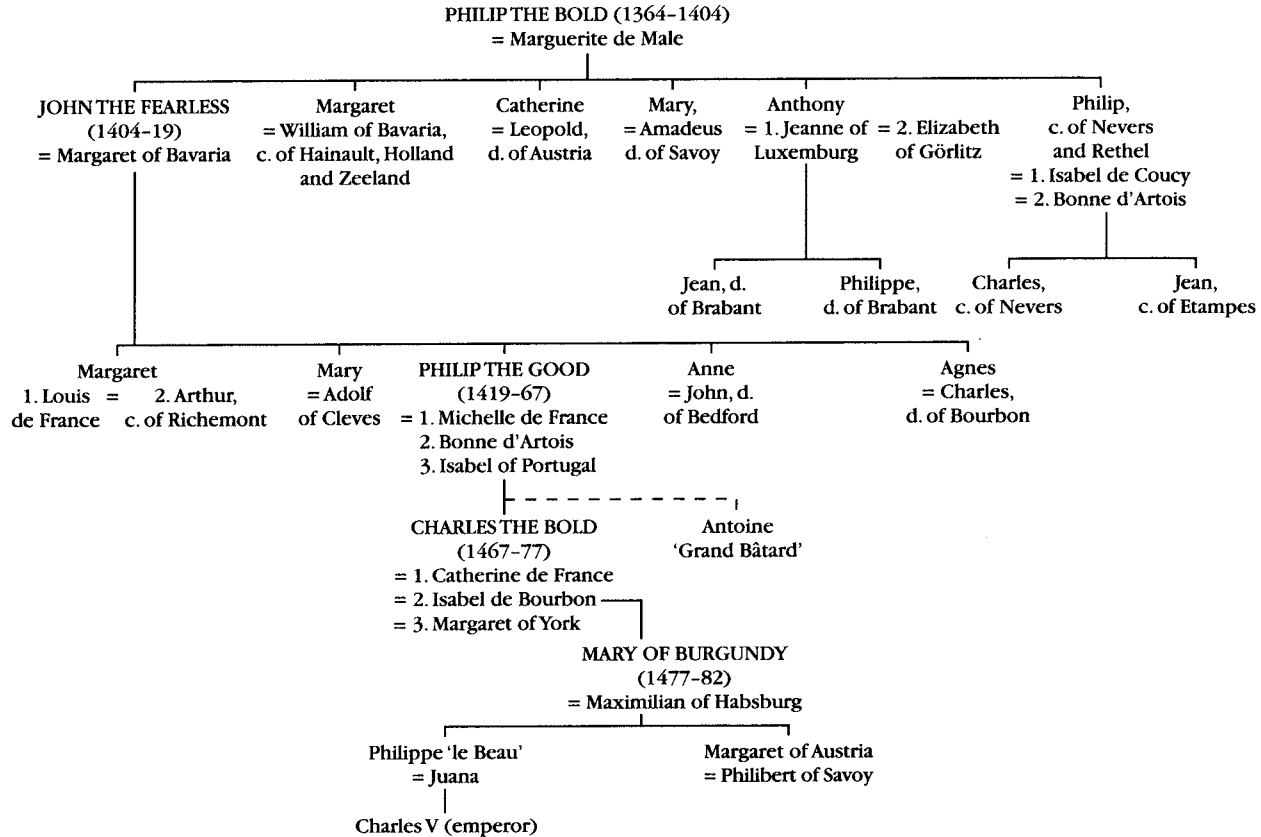 PHILIP THE BOLD (1364–1404)
= Marguerite de Male
JOHN THE FEARLESS
(1404–19)
= Margaret of Bavaria
Margaret
= William of Bavaria,
c. of Hainault, Holland
and Zeeland
Catherine
= Leopold,
d. of Austria
Mary,
= Amadeus
d. of Savoy
Anthony
= 1. Jeanne of
Luxemburg
= 2. Elizabeth
of Görlitz
Philip,
c. of Nevers
and Rethel
= 1. Isabel de Coucy
= 2. Bonne d'Artois
Jean, d.
of Brabant
Philippe,
d. of Brabant
Charles,
c. of Nevers
Jean,
c. of Etampes
Margaret
1. Louis =
de France
2. Arthur,
c. of Richemont
Mary
= Adolf
of Cleves
PHILIP THE GOOD
(1419–67)
= 1. Michelle de France
2. Bonne d'Artois
3. Isabel of Portugal
Anne
= John, d.
of Bedford
Agnes
= Charles,
d. of Bourbon
CHARLES THE BOLD
(1467–77)
= 1. Catherine de France
= 2. Isabel de Bourbon
= 3. Margaret of York
Antoine
'Grand Bâtard'
MARY OF BURGUNDY
(1477–82)
= Maximilian of Habsburg
Philippe 'le Beau'
= Juana
Margaret of Austria
= Philibert of Savoy
Charles V (emperor)